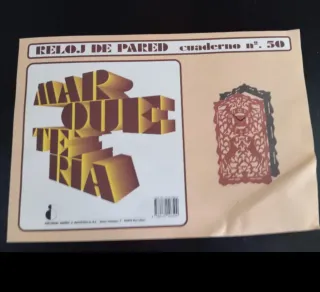 RELOJ DE PARED cuaderno nº. 50
MAR
QUE:
TE
RÍA